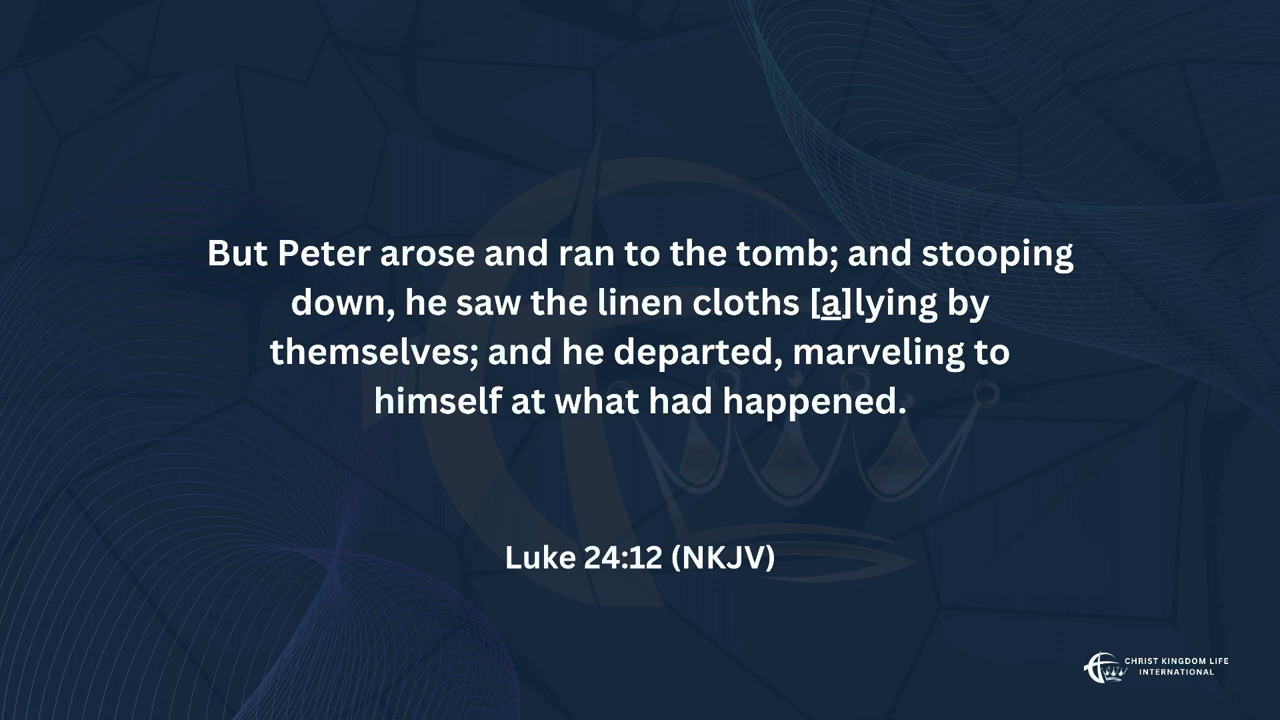 But Peter arose and ran to the tomb; and stooping
down, he saw the linen cloths [a]lying by
themselves; and he departed, marveling to
himself at what had happened.
Luke 24:12 (NKJV)
CHRIST KINGDOM LIFE
INTERNATIONAL